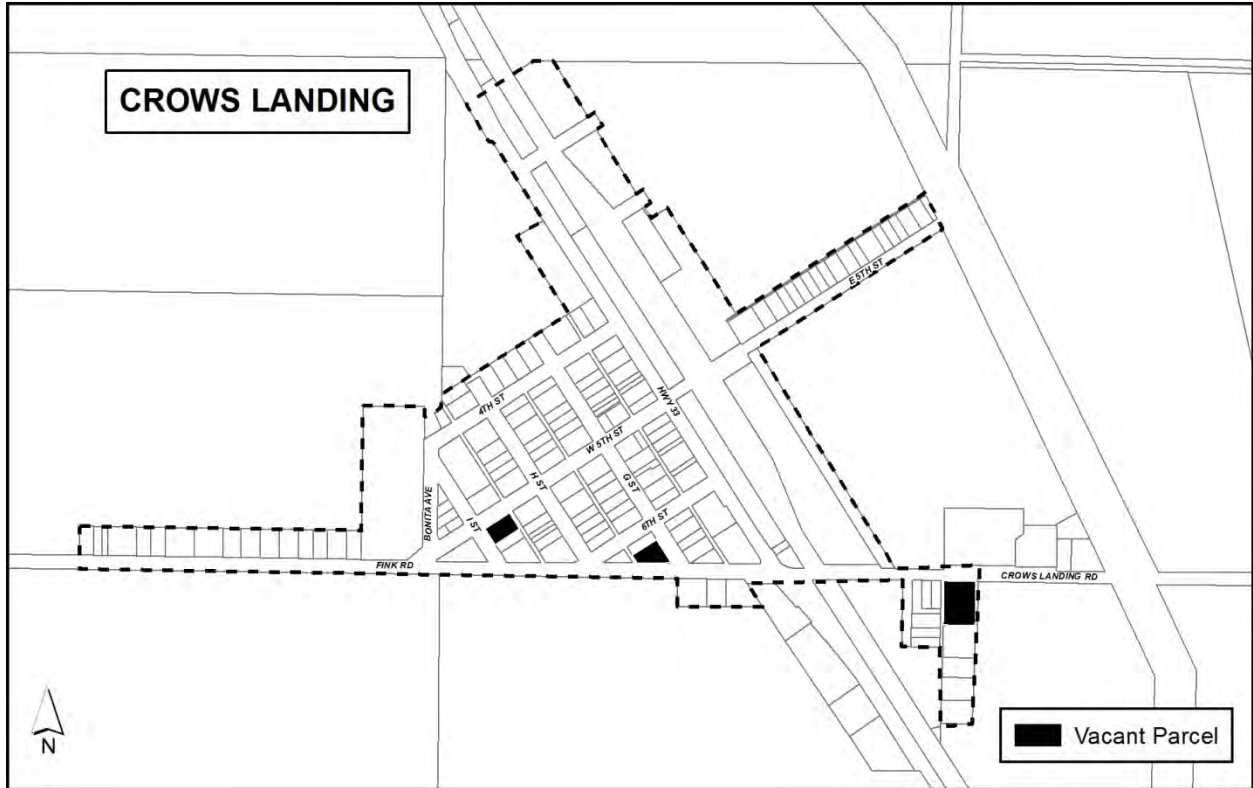 CROWS LANDING
E 5TH ST
4TH ST
HWY 33
W 5TH ST
H ST
G ST
BONITA AVE
I ST
6TH ST
FINK RD
CROWS LANDING RD
N
Vacant Parcel